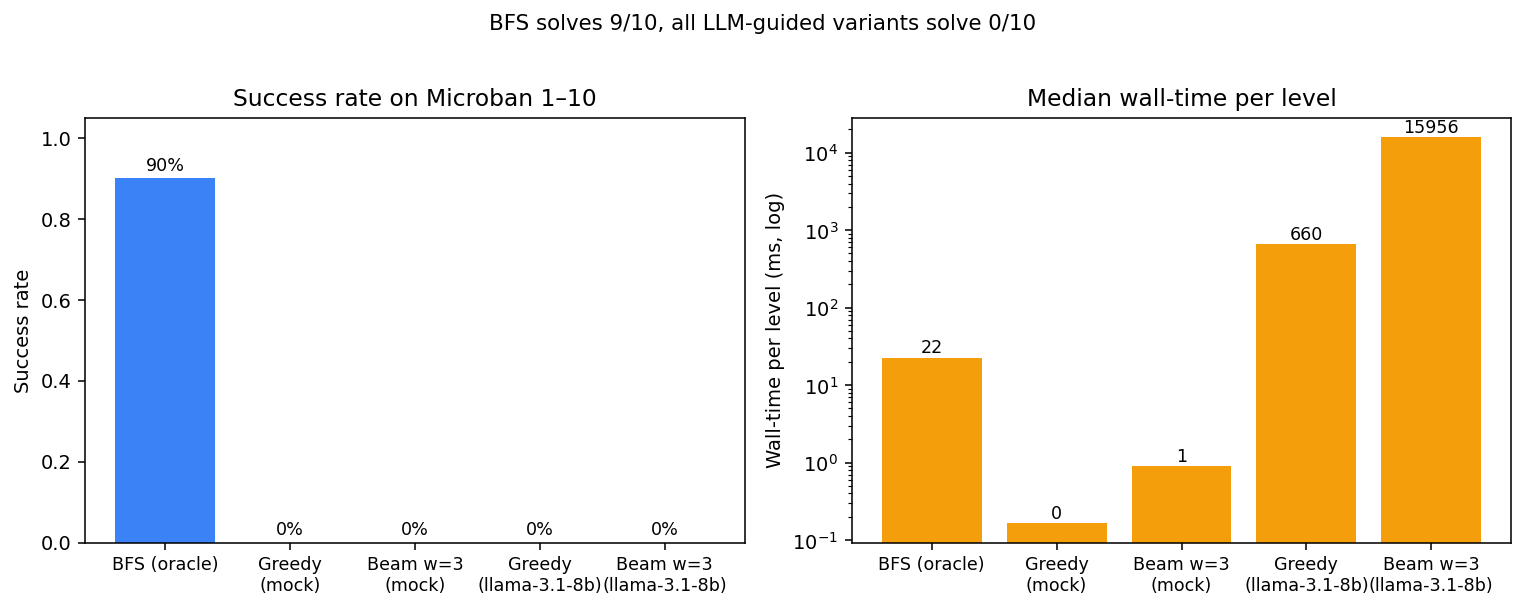 BFS solves 9/10, all LLM-guided variants solve 0/10
Success rate on Microban 1–10
Success rate
1.0
0.8
0.6
0.4
0.2
0.0
90%
0%
0%
0%
0%
BFS (oracle)
Greedy
(mock)
Beam w=3
(mock)
Greedy
(llama-3.1-8b)
Beam w=3
(llama-3.1-8b)
Median wall-time per level
Wall-time per level (ms, log)
10⁴
10³
10²
10¹
10⁰
10⁻¹
22
0
1
660
15956
BFS (oracle)
Greedy
(mock)
Beam w=3
(mock)
Greedy
(llama-3.1-8b)
Beam w=3
(llama-3.1-8b)